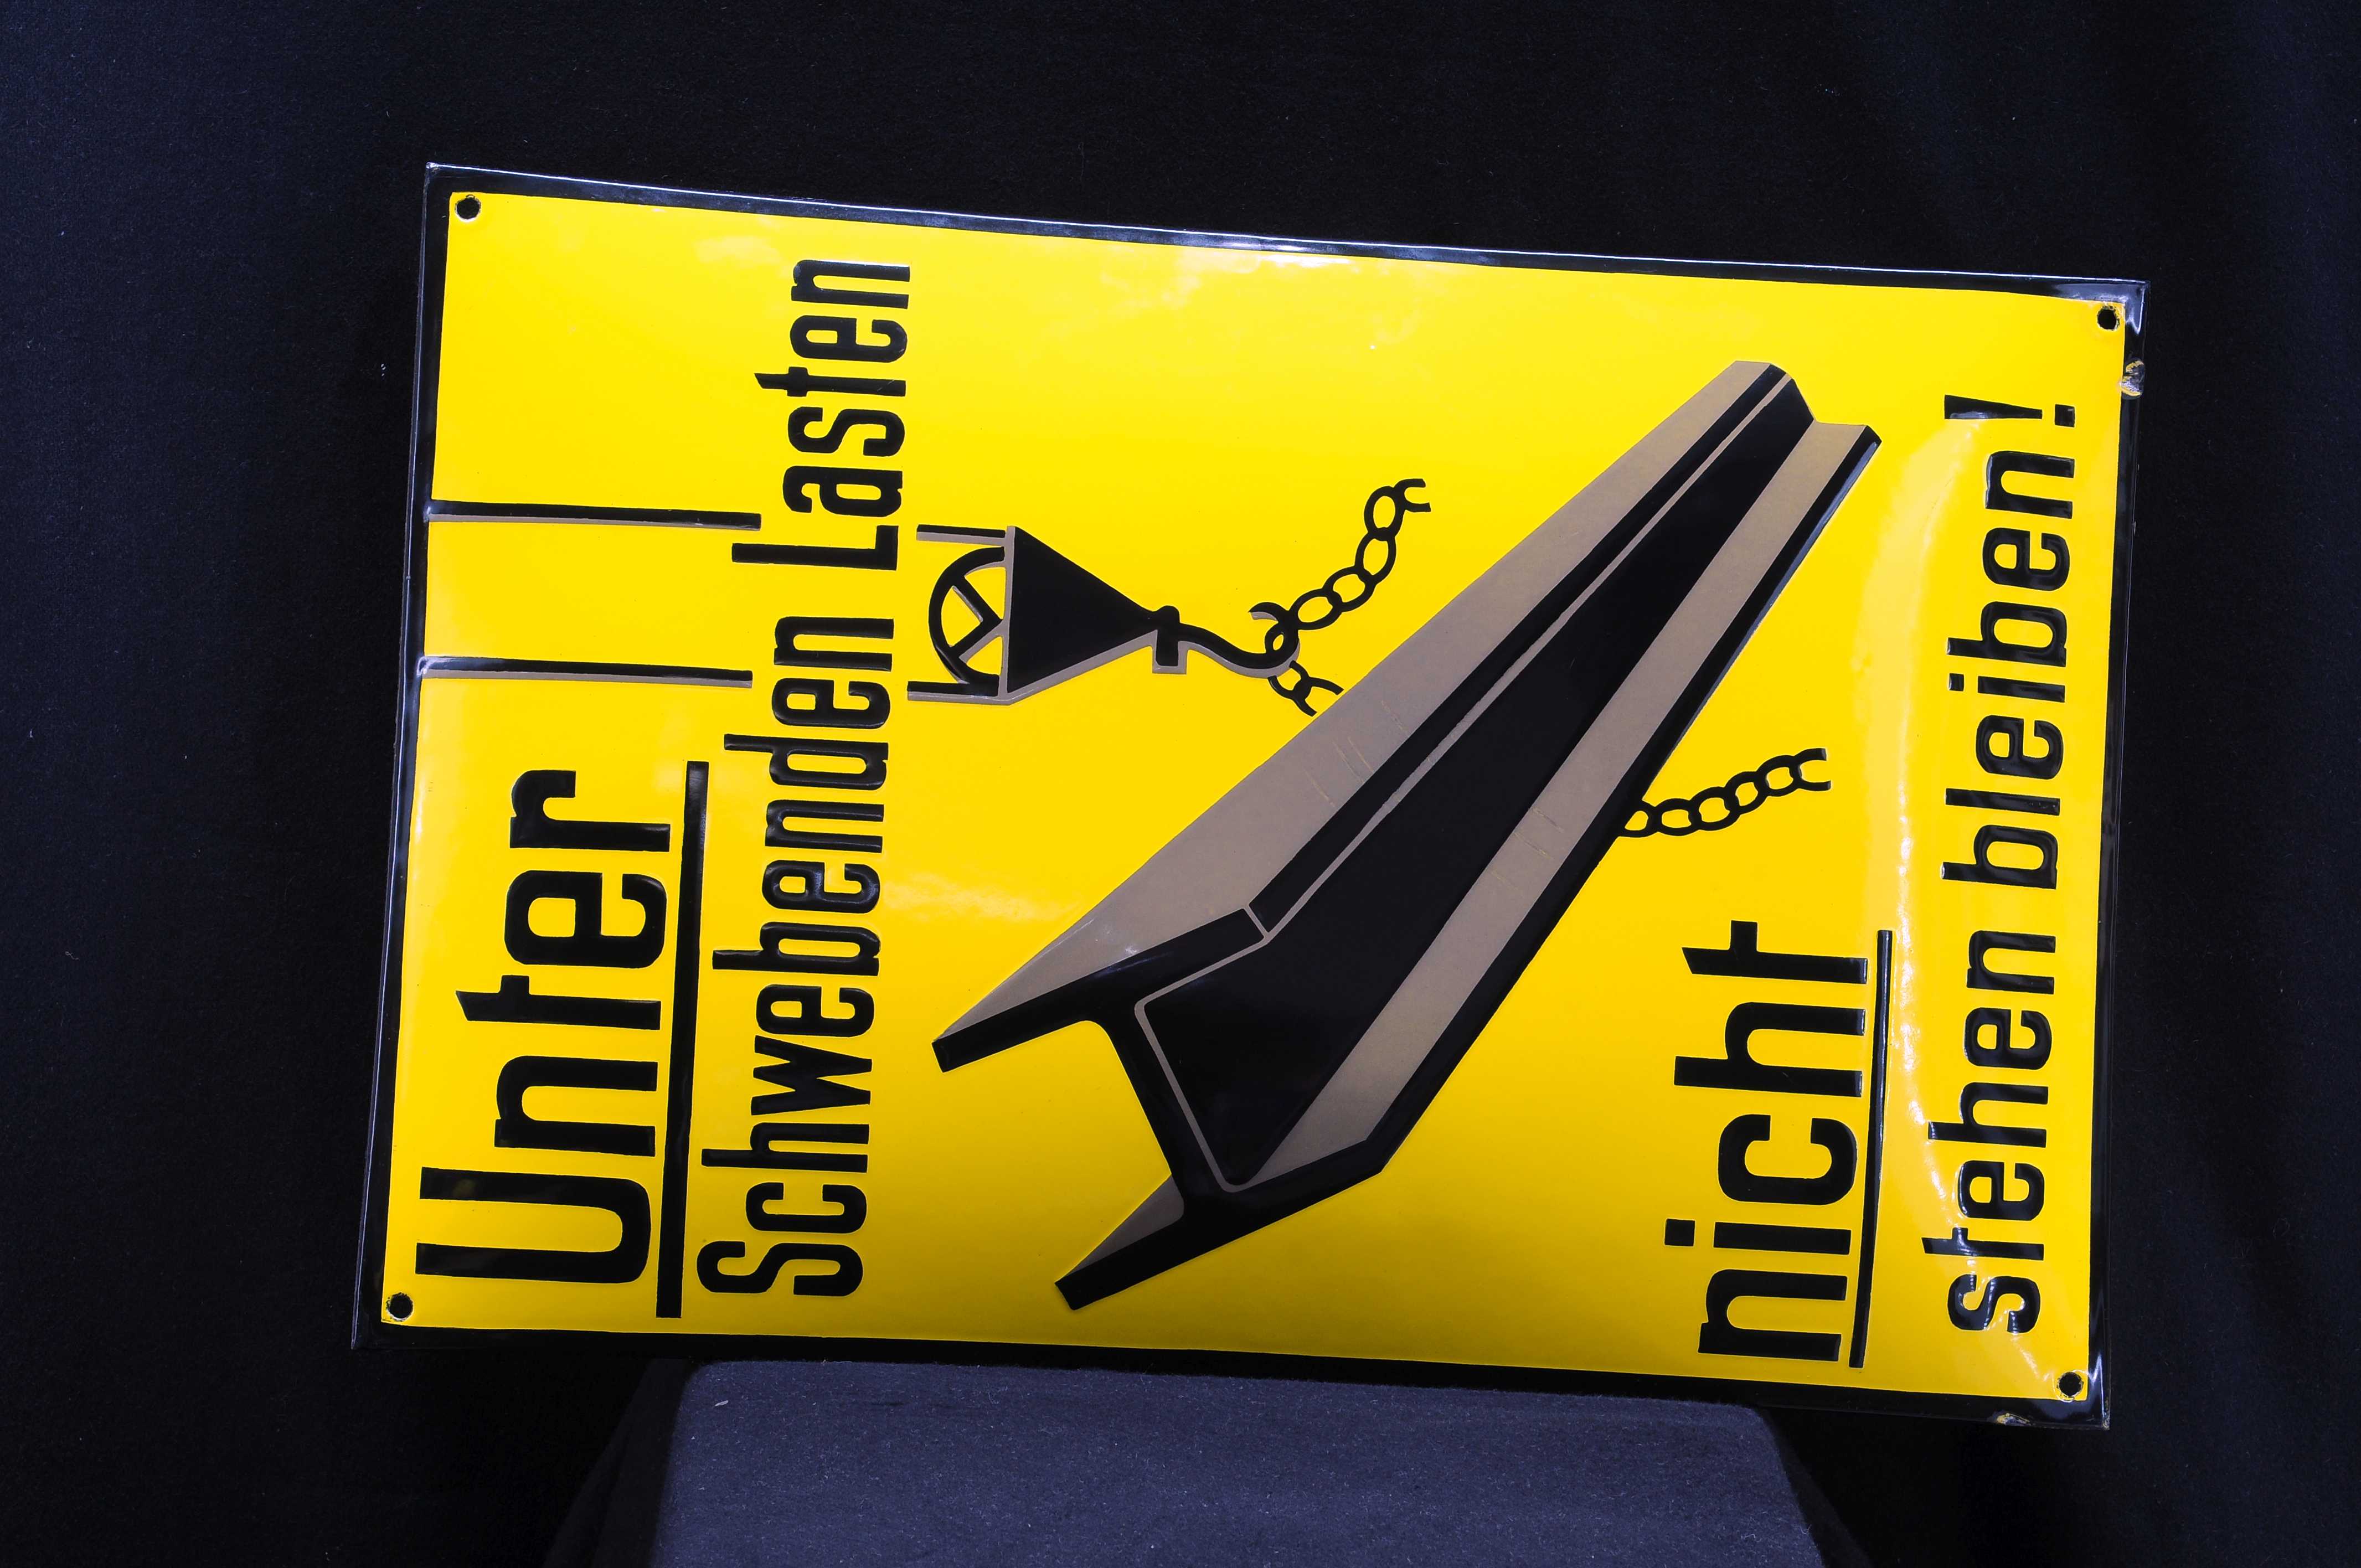 Unter
Schwebenden Lasten
nicht
stehen bleiben!